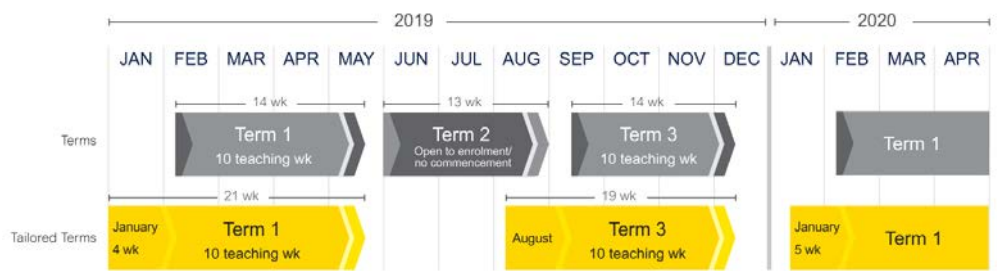 2019
2020
JAN FEB MAR APR MAY JUN JUL AUG SEP OCT NOV DEC JAN FEB MAR APR
14 wk
13 wk
14 wk
Terms
Term 1
10 teaching wk
Term 2
Open to enrolment/
no commencement
Term 3
10 teaching wk
Term 1
21 wk
19 wk
Tailored Terms
January
4 wk
Term 1
10 teaching wk
August
Term 3
10 teaching wk
January
5 wk
Term 1